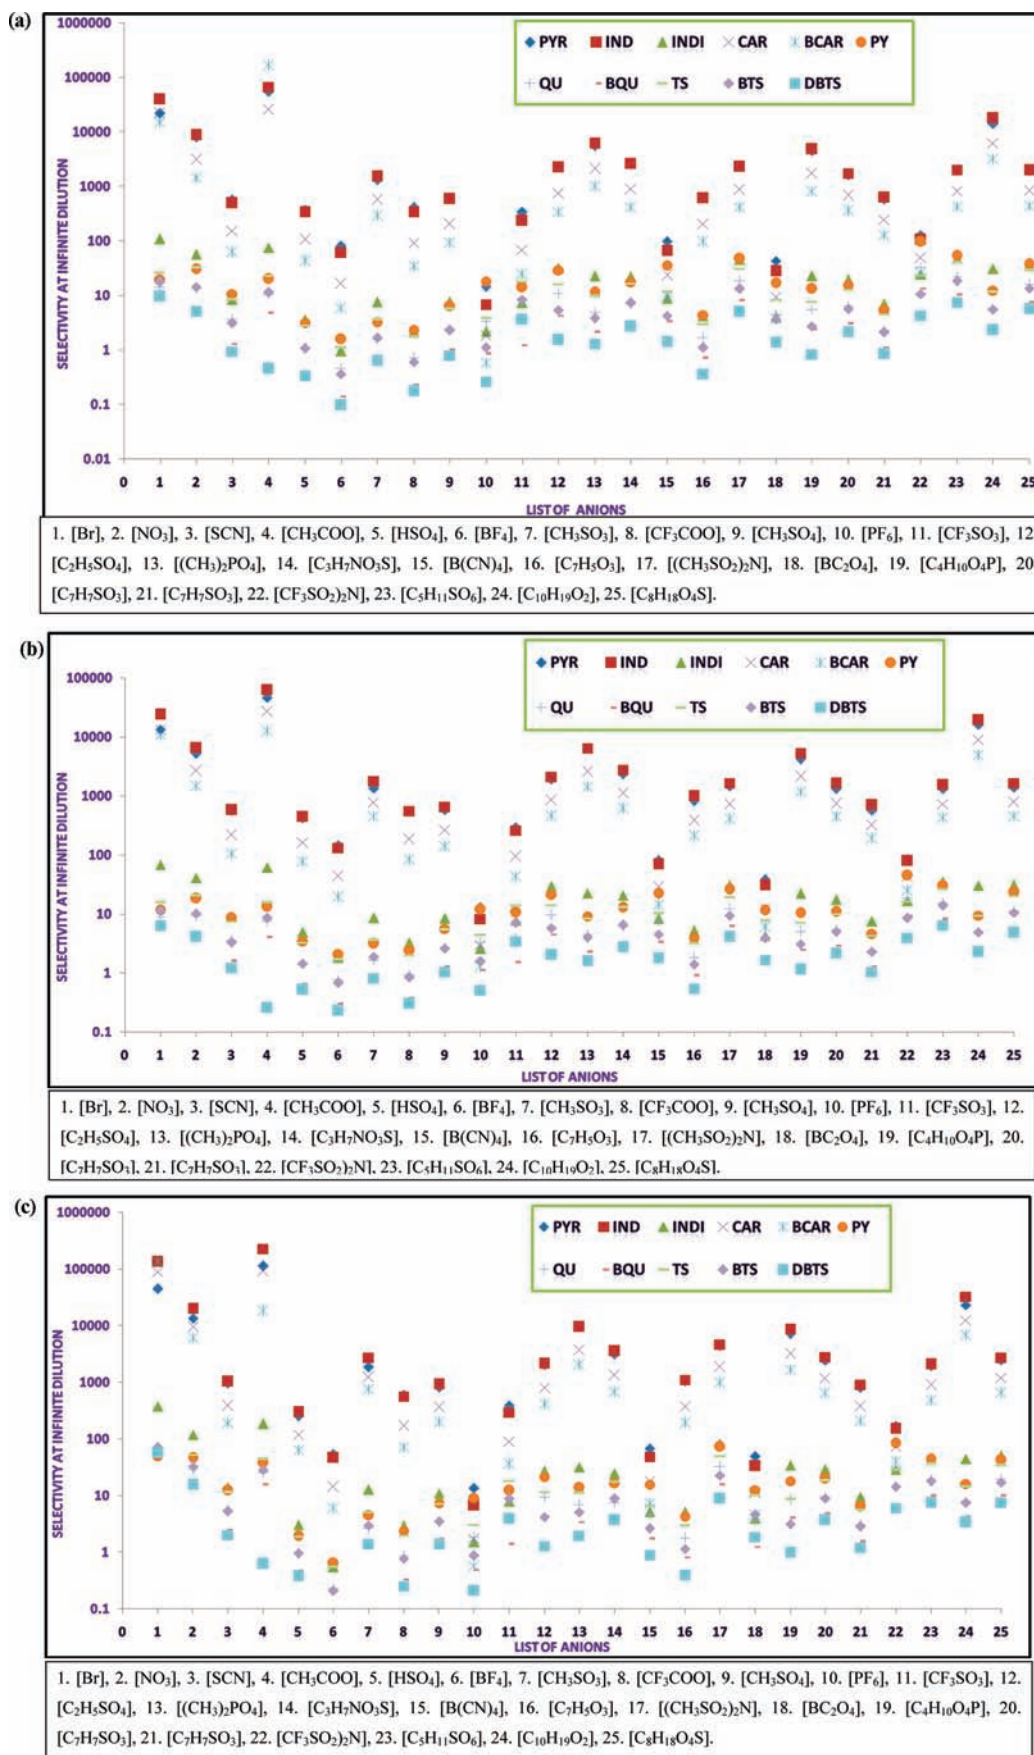 (a)
1000000
100000
10000
1000
100
10
1
0.1
0.01
SELECTIVITY AT INFINITE DILUTION
PYR IND INDI CAR BCAR PY
QU BQU TS BTS DBTS
0 1 2 3 4 5 6 7 8 9 10 11 12 13 14 15 16 17 18 19 20 21 22 23 24 25
LIST OF ANIONS
1. [Br], 2. [NO₃], 3. [SCN], 4. [CH₃COO], 5. [HSO₄], 6. [BF₄], 7. [CH₃SO₃], 8. [CF₃COO], 9. [CH₃SO₄], 10. [PF₆], 11. [CF₃SO₃], 12.
[C₂H₅SO₄], 13. [(CH₃)₂PO₄], 14. [C₃H₇NO₃S], 15. [B(CN)₄], 16. [C₇H₅O₃], 17. [(CH₃SO₂)₂N], 18. [BC₂O₄], 19. [C₄H₁₀O₄P], 20.
[C₇H₇SO₃], 21. [C₇H₇SO₃], 22. [CF₃SO₂)₂N], 23. [C₅H₁₁SO₆], 24. [C₁₀H₁₉O₂], 25. [C₈H₁₈O₄S].
(b)
100000
10000
1000
100
10
1
0.1
SELECTIVITY AT INFINITE DILUTION
PYR IND INDI CAR BCAR PY
QU BQU TS BTS DBTS
0 1 2 3 4 5 6 7 8 9 10 11 12 13 14 15 16 17 18 19 20 21 22 23 24 25
LIST OF ANIONS
1. [Br], 2. [NO₃], 3. [SCN], 4. [CH₃COO], 5. [HSO₄], 6. [BF₄], 7. [CH₃SO₃], 8. [CF₃COO], 9. [CH₃SO₄], 10. [PF₆], 11. [CF₃SO₃], 12.
[C₂H₅SO₄], 13. [(CH₃)₂PO₄], 14. [C₃H₇NO₃S], 15. [B(CN)₄], 16. [C₇H₅O₃], 17. [(CH₃SO₂)₂N], 18. [BC₂O₄], 19. [C₄H₁₀O₄P], 20.
[C₇H₇SO₃], 21. [C₇H₇SO₃], 22. [CF₃SO₂)₂N], 23. [C₅H₁₁SO₆], 24. [C₁₀H₁₉O₂], 25. [C₈H₁₈O₄S].
(c)
1000000
100000
10000
1000
100
10
1
0.1
SELECTIVITY AT INFINITE DILUTION
PYR IND INDI CAR BCAR PY
QU BQU TS BTS DBTS
0 1 2 3 4 5 6 7 8 9 10 11 12 13 14 15 16 17 18 19 20 21 22 23 24 25
LIST OF ANIONS
1. [Br], 2. [NO₃], 3. [SCN], 4. [CH₃COO], 5. [HSO₄], 6. [BF₄], 7. [CH₃SO₃], 8. [CF₃COO], 9. [CH₃SO₄], 10. [PF₆], 11. [CF₃SO₃], 12.
[C₂H₅SO₄], 13. [(CH₃)₂PO₄], 14. [C₃H₇NO₃S], 15. [B(CN)₄], 16. [C₇H₅O₃], 17. [(CH₃SO₂)₂N], 18. [BC₂O₄], 19. [C₄H₁₀O₄P], 20.
[C₇H₇SO₃], 21. [C₇H₇SO₃], 22. [CF₃SO₂)₂N], 23. [C₅H₁₁SO₆], 24. [C₁₀H₁₉O₂], 25. [C₈H₁₈O₄S].